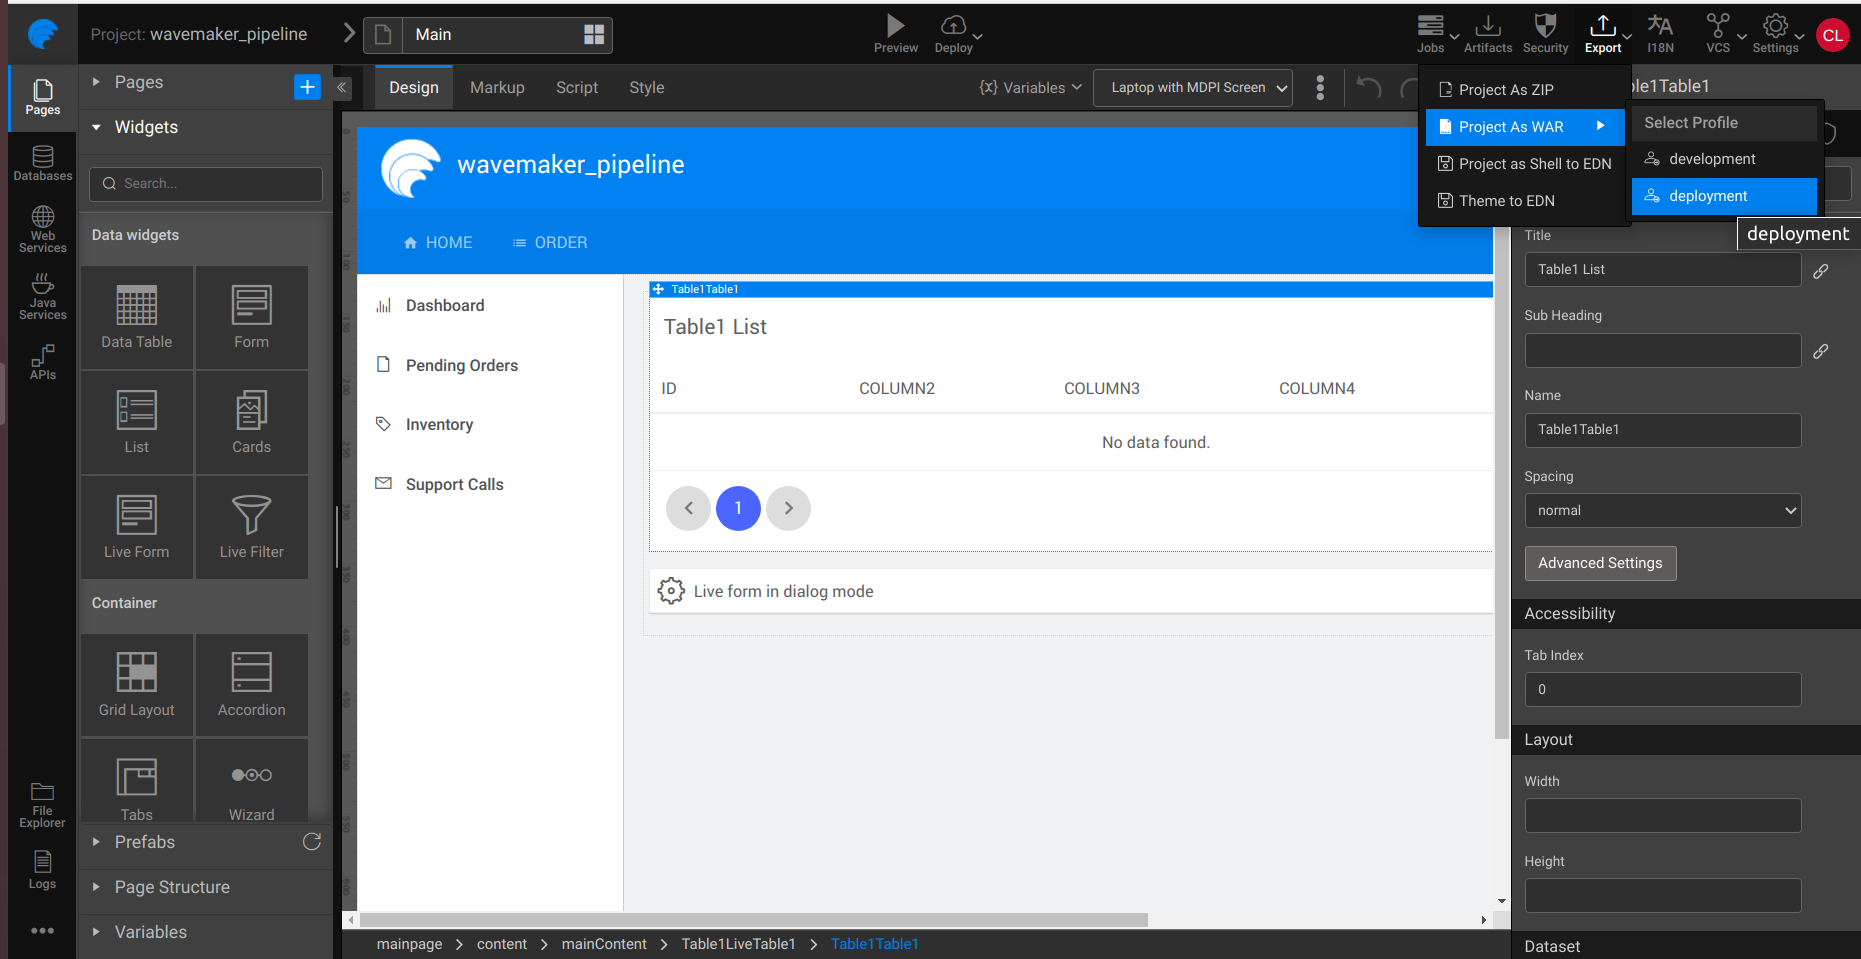 Project: wavemaker_pipeline
Main
Preview
Deploy
Jobs
Artifacts
Security
Export
I18N
VCS
Settings
CL
Pages
Databases
Web
Services
Java
Services
APIs
File
Explorer
Logs
Pages
Widgets
Search...
Data widgets
Data Table
Form
List
Cards
Live Form
Live Filter
Container
Grid Layout
Accordion
Tabs
Wizard
Prefabs
Page Structure
Variables
Design
Markup
Script
Style
{x} Variables
Laptop with MDPI Screen
wavemaker_pipeline
HOME
ORDER
Dashboard
Pending Orders
Inventory
Support Calls
Table1Table1
Table1 List
ID
COLUMN2
COLUMN3
COLUMN4
No data found.
1
Live form in dialog mode
mainpage > content > mainContent > Table1LiveTable1 > Table1Table1
Project As ZIP
Project As WAR
Project as Shell to EDN
Theme to EDN
Select Profile
development
deployment
deployment
ble1Table1
Title
Table1 List
Sub Heading
Name
Table1Table1
Spacing
normal
Advanced Settings
Accessibility
Tab Index
0
Layout
Width
Height
Dataset